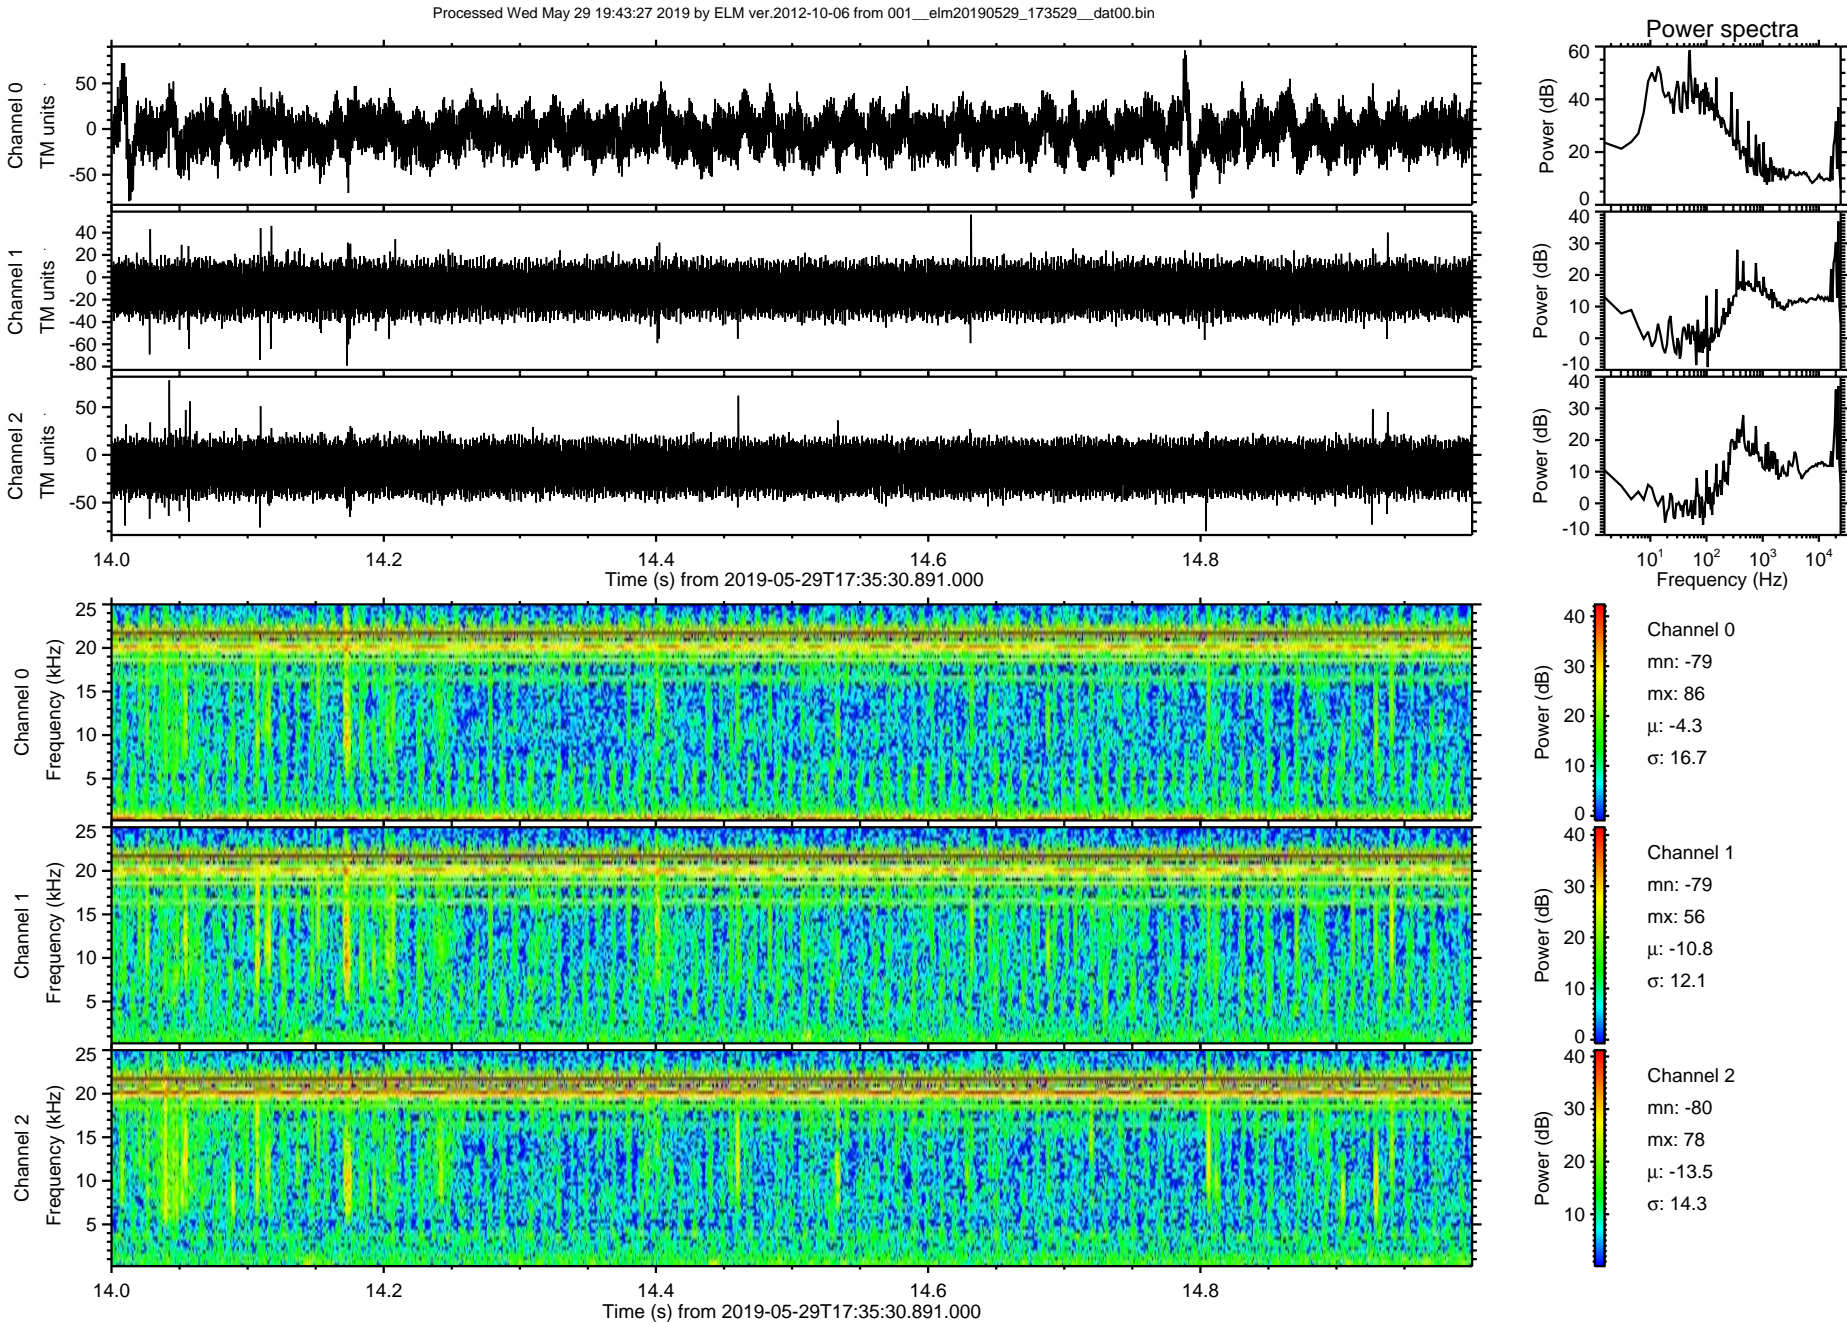 Processed Wed May 29 19:43:27 2019 by ELM ver.2012-10-06 from 001__elm20190529_173529__dat00.bin
Power spectra
Channel 0
TM units
50
0
-50
Power (dB)
60
40
20
0
Channel 1
TM units
40
20
0
-20
-40
-60
-80
Power (dB)
40
30
20
10
0
-10
Channel 2
TM units
50
0
-50
Power (dB)
40
30
20
10
0
-10
14.0 14.2 14.4 14.6 14.8
Time (s) from 2019-05-29T17:35:30.891.000
10¹ 10² 10³ 10⁴
Frequency (Hz)
Channel 0
Frequency (kHz)
25
20
15
10
5
Power (dB)
40
30
20
10
0
Channel 0
mn: -79
mx: 86
μ: -4.3
σ: 16.7
Channel 1
Frequency (kHz)
25
20
15
10
5
Power (dB)
40
30
20
10
0
Channel 1
mn: -79
mx: 56
μ: -10.8
σ: 12.1
Channel 2
Frequency (kHz)
25
20
15
10
5
Power (dB)
40
30
20
10
Channel 2
mn: -80
mx: 78
μ: -13.5
σ: 14.3
14.0 14.2 14.4 14.6 14.8
Time (s) from 2019-05-29T17:35:30.891.000